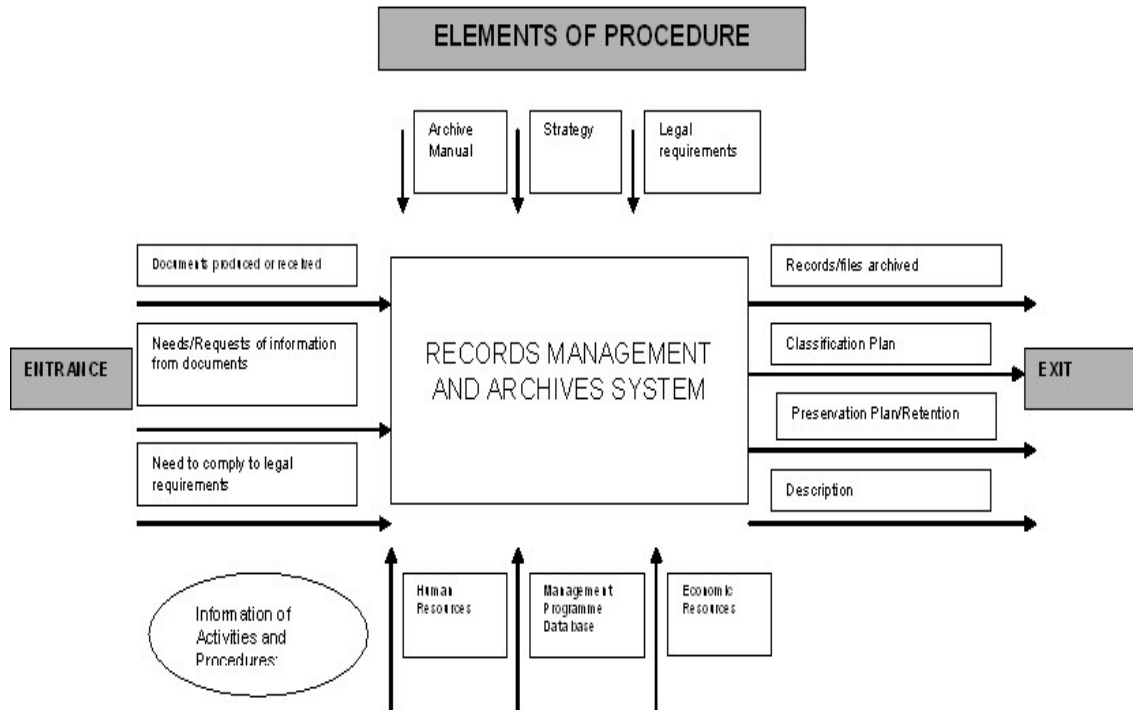 ELEMENTS OF PROCEDURE
Archive
Manual
Strategy
Legal
requirements
Documents produced or received
Needs/Requests of information
from documents
Need to comply to legal
requirements
ENTRANCE
RECORDS MANAGEMENT
AND ARCHIVES SYSTEM
Records/files archived
Classification Plan
Preservation Plan/Retention
Description
EXIT
Information of
Activities and
Procedures:
Human
Resources
Management
Programme
Database
Economic
Resources